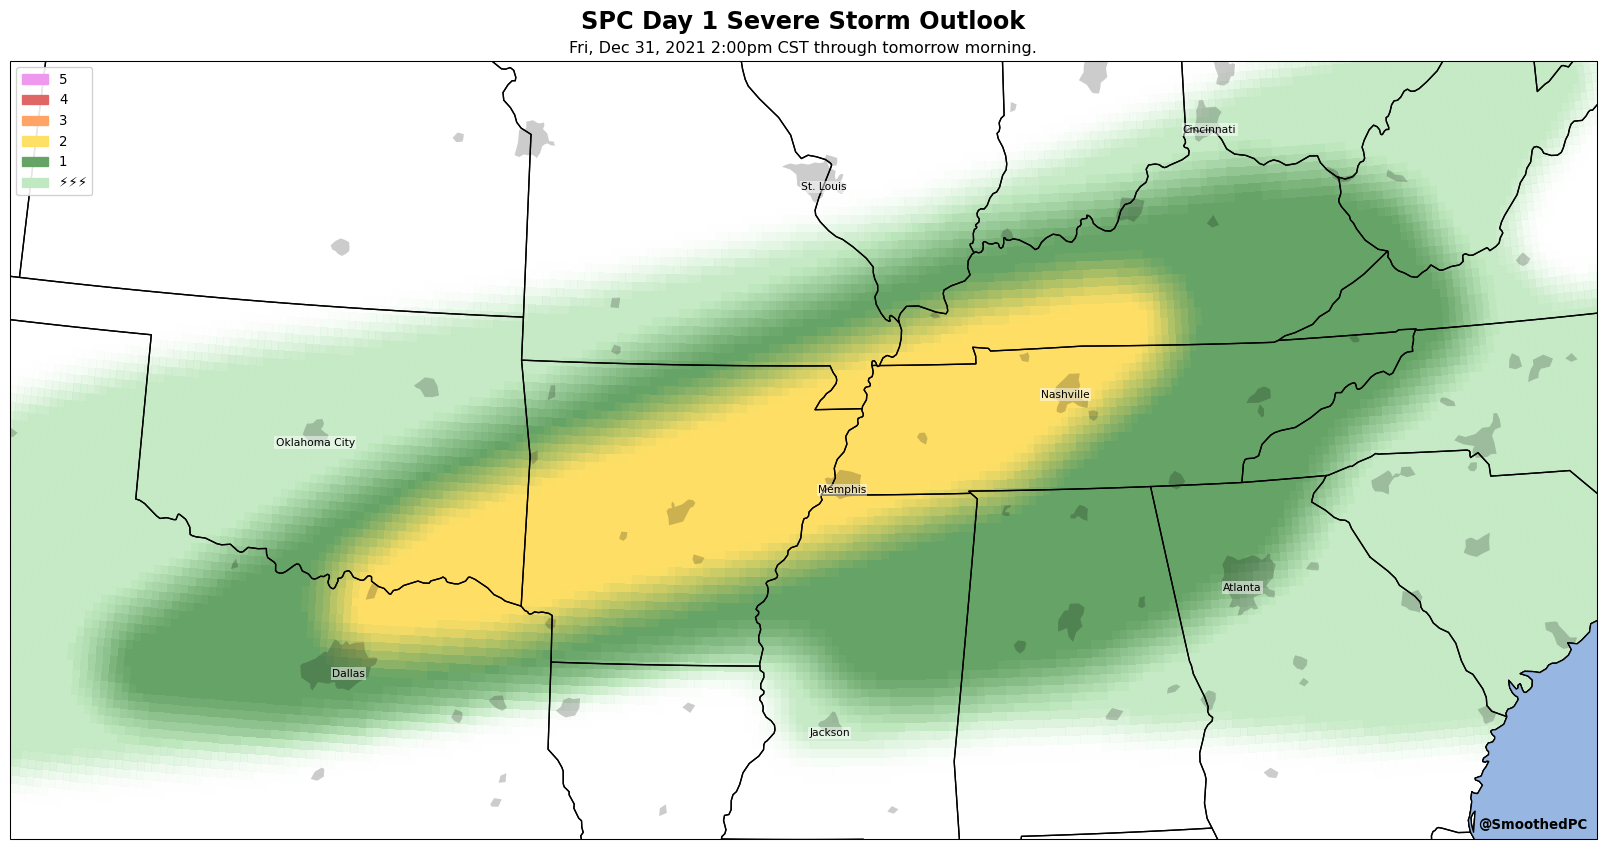 SPC Day 1 Severe Storm Outlook
Fri, Dec 31, 2021 2:00pm CST through tomorrow morning.
5
4
3
2
1
⚡⚡⚡
Cincinnati
St. Louis
Nashville
Oklahoma City
Memphis
Atlanta
Dallas
Jackson
@SmoothedPC